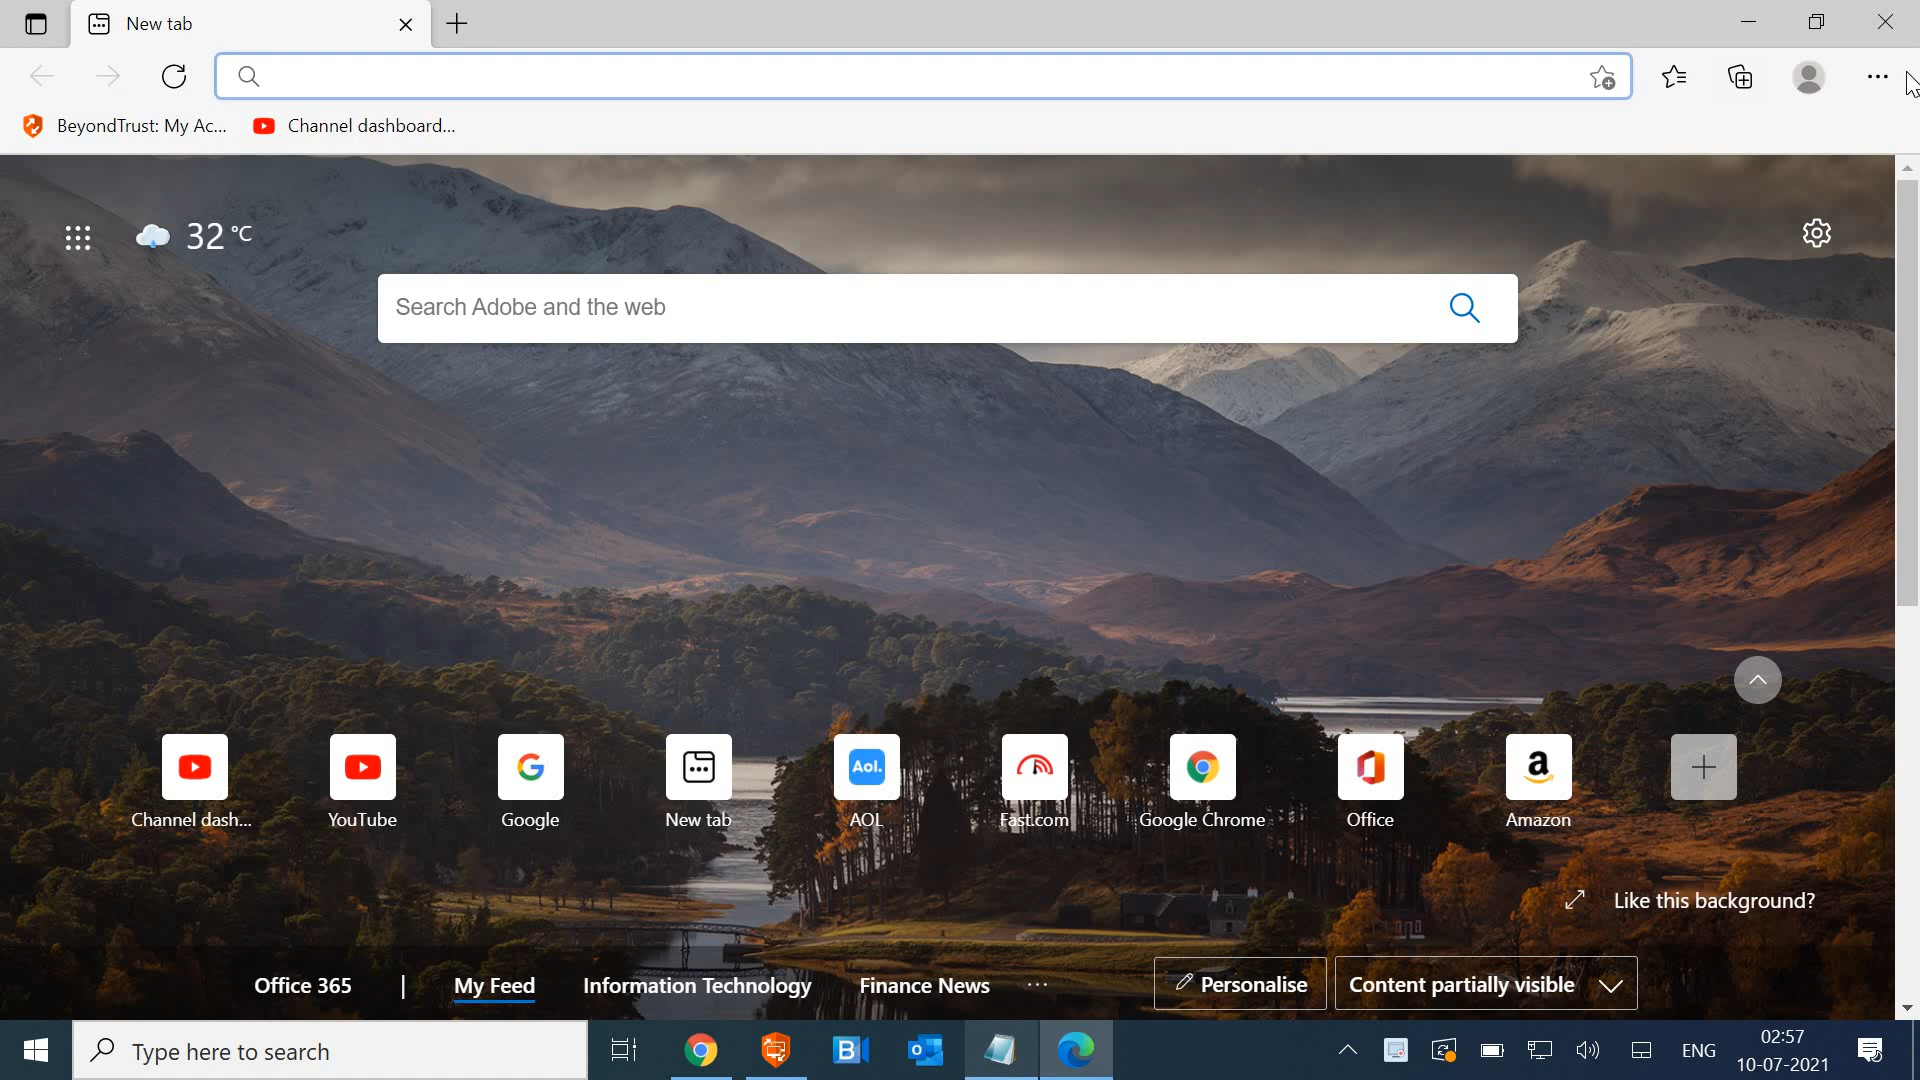 New tab
BeyondTrust: My Ac...
Channel dashboard...
32 °C
Search Adobe and the web
Channel dash...
YouTube
Google
New tab
Aol.
AOL
Fast.com
Google Chrome
Office
a
Amazon
Like this background?
Office 365 | My Feed Information Technology Finance News ... Personalise Content partially visible
Type here to search
ENG
02:57
10-07-2021